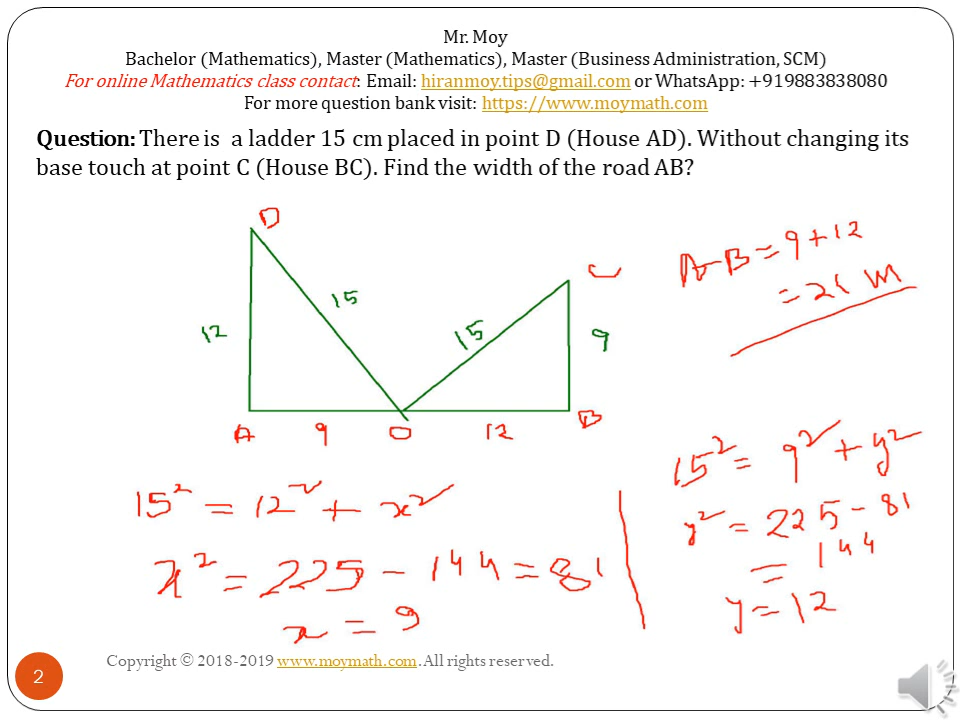 Mr. Moy
Bachelor (Mathematics), Master (Mathematics), Master (Business Administration, SCM)
For online Mathematics class contact: Email: hiranmoy.tips@gmail.com or WhatsApp: +919883838080
For more question bank visit: https://www.moymath.com
Question: There is a ladder 15 cm placed in point D (House AD). Without changing its
base touch at point C (House BC). Find the width of the road AB?
D
C
12
15
15
9
A
9
O
12
B
AB = 9 + 12
= 21 m
15² = 12² + x²
x² = 225 - 144 = 81
x = 9
15² = 9² + y²
y² = 225 - 81
= 144
y = 12
Copyright © 2018-2019 www.moymath.com. All rights reserved.
2